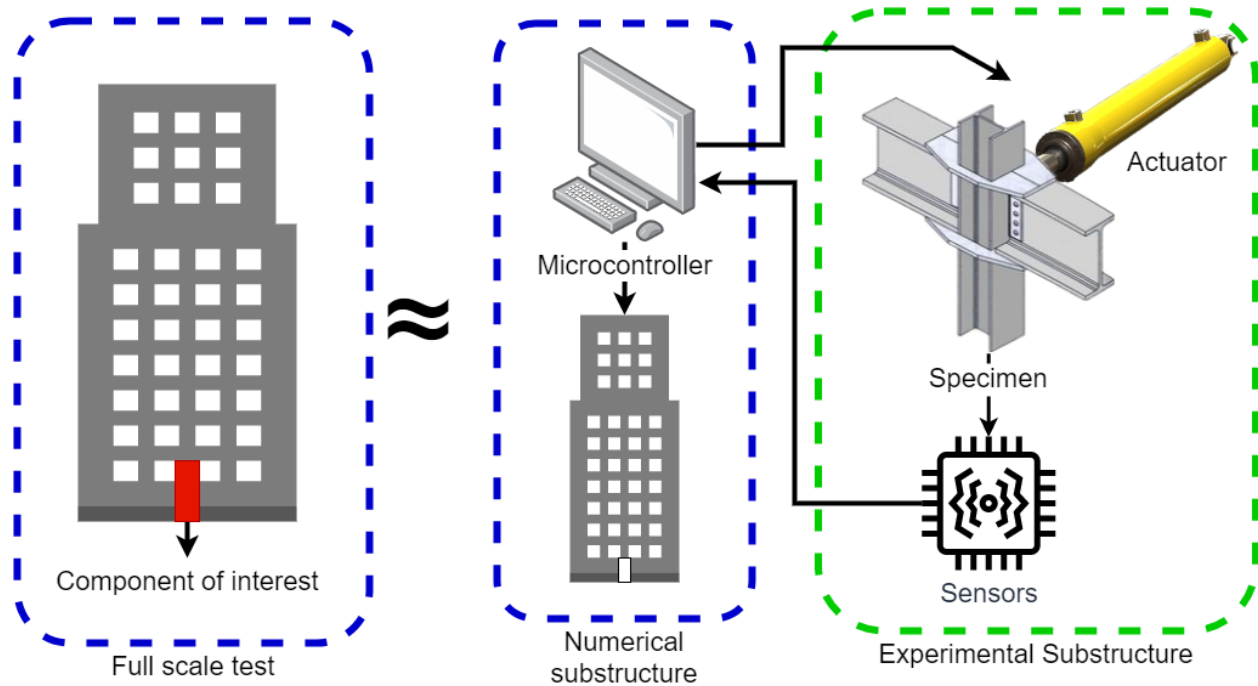 Component of interest
Full scale test
≈
Microcontroller
Numerical
substructure
Actuator
Specimen
Sensors
Experimental Substructure